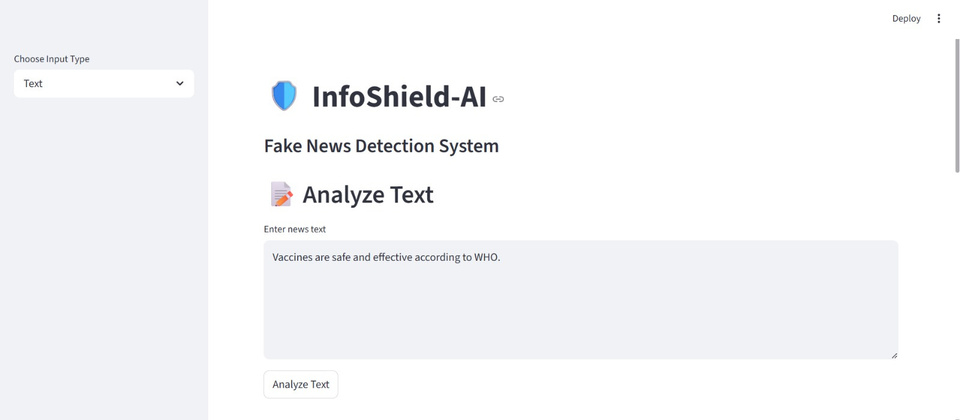 Deploy
Choose Input Type
Text
InfoShield-AI
Fake News Detection System
Analyze Text
Enter news text
Vaccines are safe and effective according to WHO.
Analyze Text